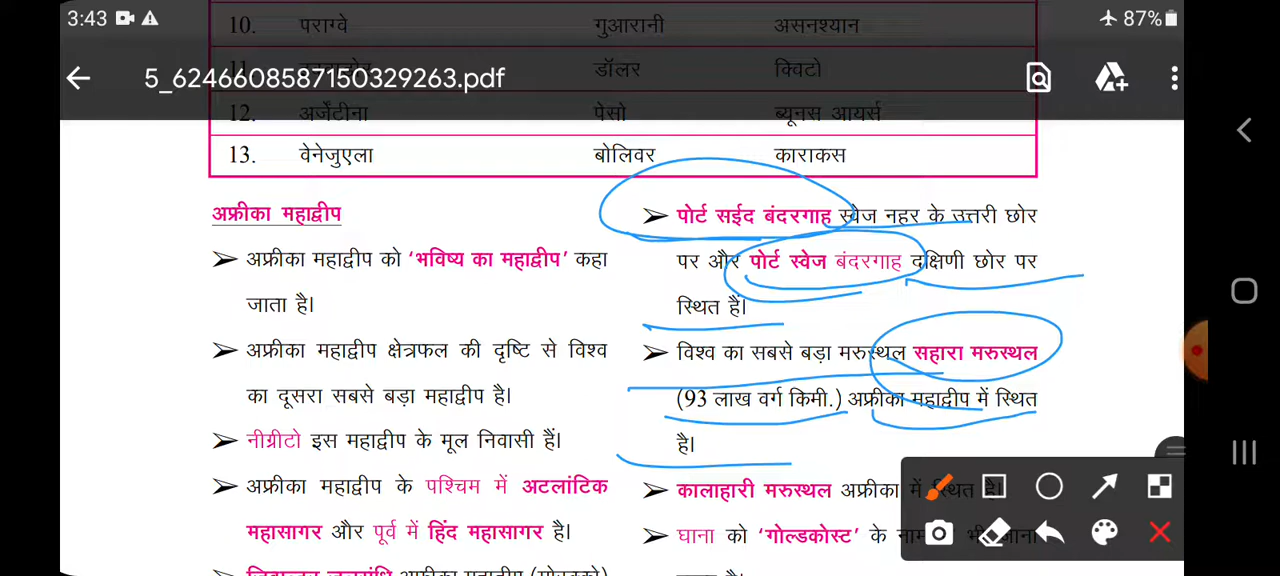 3:43
87%
10. पराग्वे गुआरानी असनश्यान
5_6246608587150329263.pdf
11. डॉलर क्विटो
12. अर्जेंटीना पेसो ब्यूनस आयर्स
13. वेनेजुएला बोलिवर काराकस
अफ्रीका महाद्वीप
➢ अफ्रीका महाद्वीप को ‘भविष्य का महाद्वीप’ कहा
जाता है।
➢ अफ्रीका महाद्वीप क्षेत्रफल की दृष्टि से विश्व
का दूसरा सबसे बड़ा महाद्वीप है।
➢ नीग्रीटो इस महाद्वीप के मूल निवासी हैं।
➢ अफ्रीका महाद्वीप के पश्चिम में अटलांटिक
महासागर और पूर्व में हिंद महासागर है।
➢ पोर्ट सईद बंदरगाह स्वेज नहर के उत्तरी छोर
पर और पोर्ट स्वेज बंदरगाह दक्षिणी छोर पर
स्थित हैं।
➢ विश्व का सबसे बड़ा मरुस्थल सहारा मरुस्थल
(93 लाख वर्ग किमी.) अफ्रीका महाद्वीप में स्थित
है।
➢ कालाहारी मरुस्थल अफ्रीका में स्थित है।
➢ घाना को ‘गोल्डकोस्ट’ के नाम